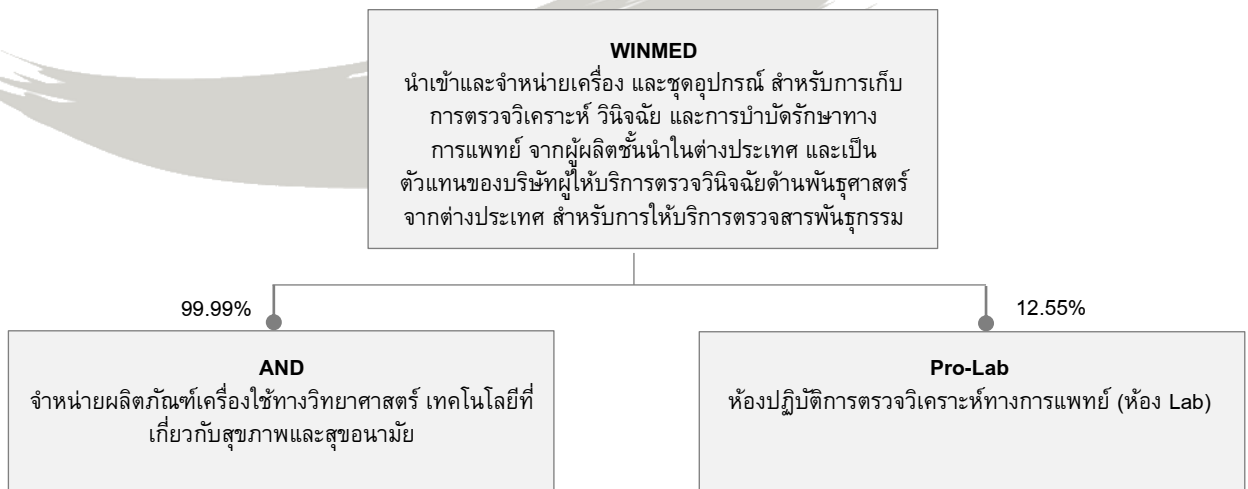 WINMED
นำเข้าและจำหน่ายเครื่อง และชุดอุปกรณ์ สำหรับการเก็บ
การตรวจวิเคราะห์ วินิจฉัย และการบำบัดรักษาทาง
การแพทย์ จากผู้ผลิตชั้นนำในต่างประเทศ และเป็น
ตัวแทนของบริษัทผู้ให้บริการตรวจวินิจฉัยด้านพันธุศาสตร์
จากต่างประเทศ สำหรับการให้บริการตรวจสารพันธุกรรม
99.99%
12.55%
AND
จำหน่ายผลิตภัณฑ์เครื่องใช้ทางวิทยาศาสตร์ เทคโนโลยีที่
เกี่ยวกับสุขภาพและสุขอนามัย
Pro-Lab
ห้องปฏิบัติการตรวจวิเคราะห์ทางการแพทย์ (ห้อง Lab)